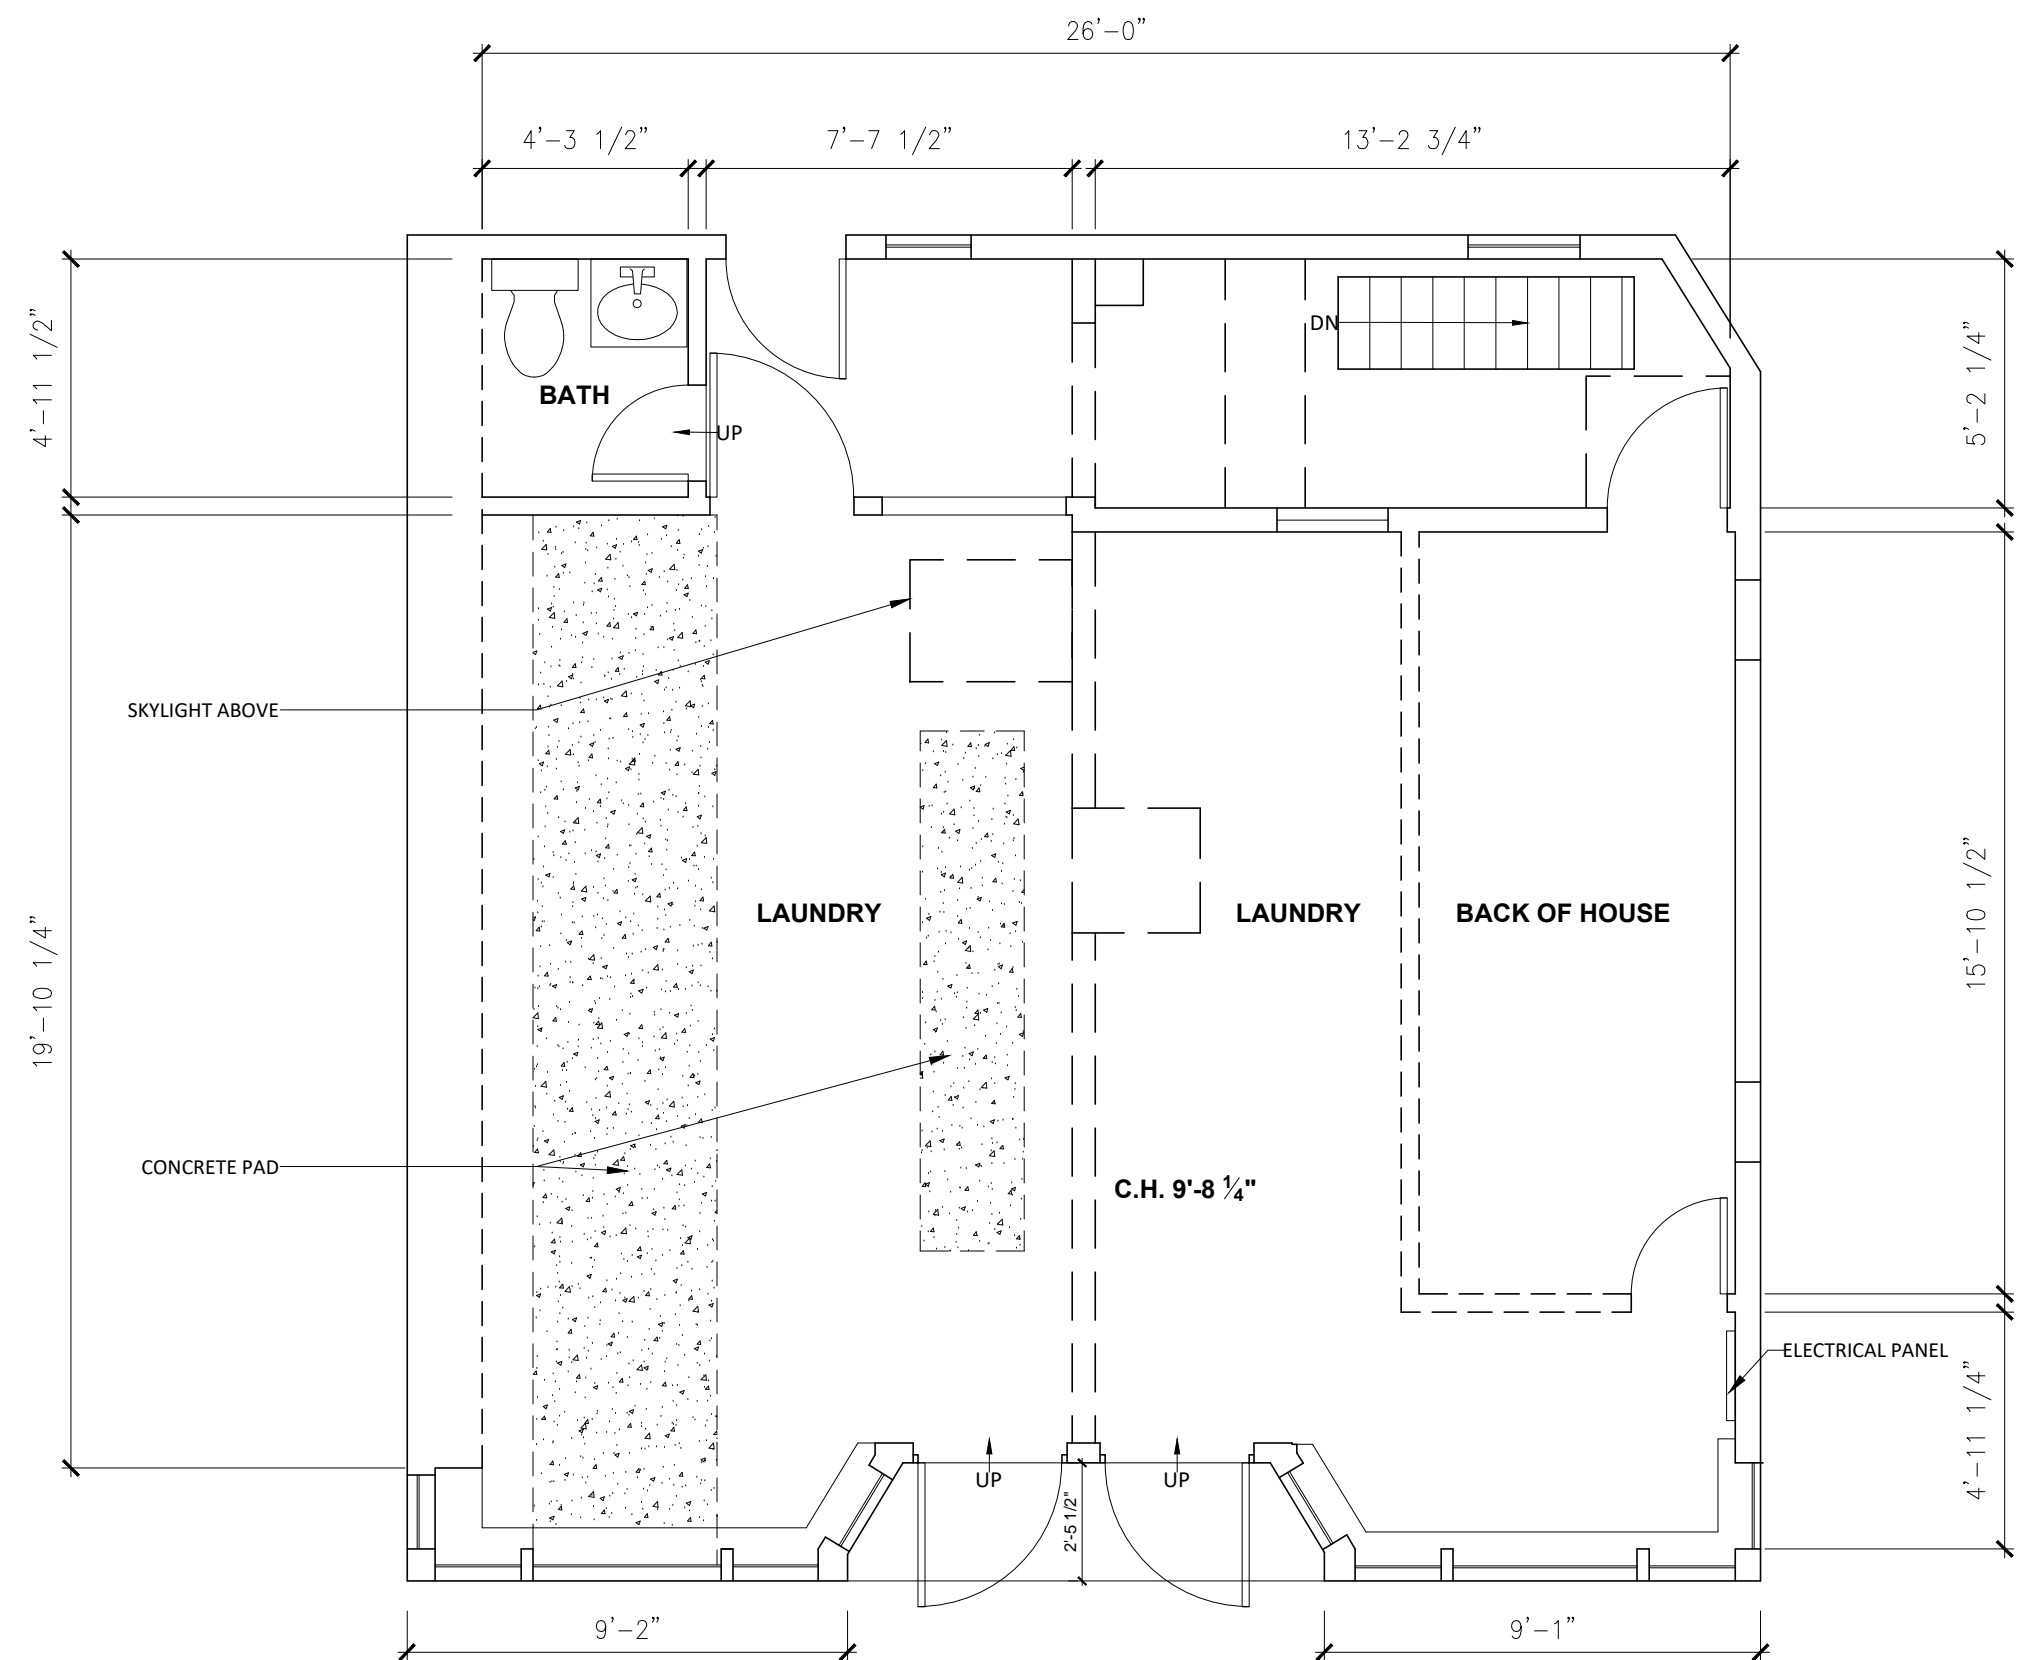 26'-0"
4'-3 1/2"
7'-7 1/2"
13'-2 3/4"
4'-11 1/2"
BATH
UP
DN
5'-2 1/4"
SKYLIGHT ABOVE
LAUNDRY
LAUNDRY
BACK OF HOUSE
19'-10 1/4"
15'-10 1/2"
CONCRETE PAD
C.H. 9'-8 1/4"
ELECTRICAL PANEL
4'-11 1/4"
UP
UP
2'-5 1/2"
9'-2"
9'-1"